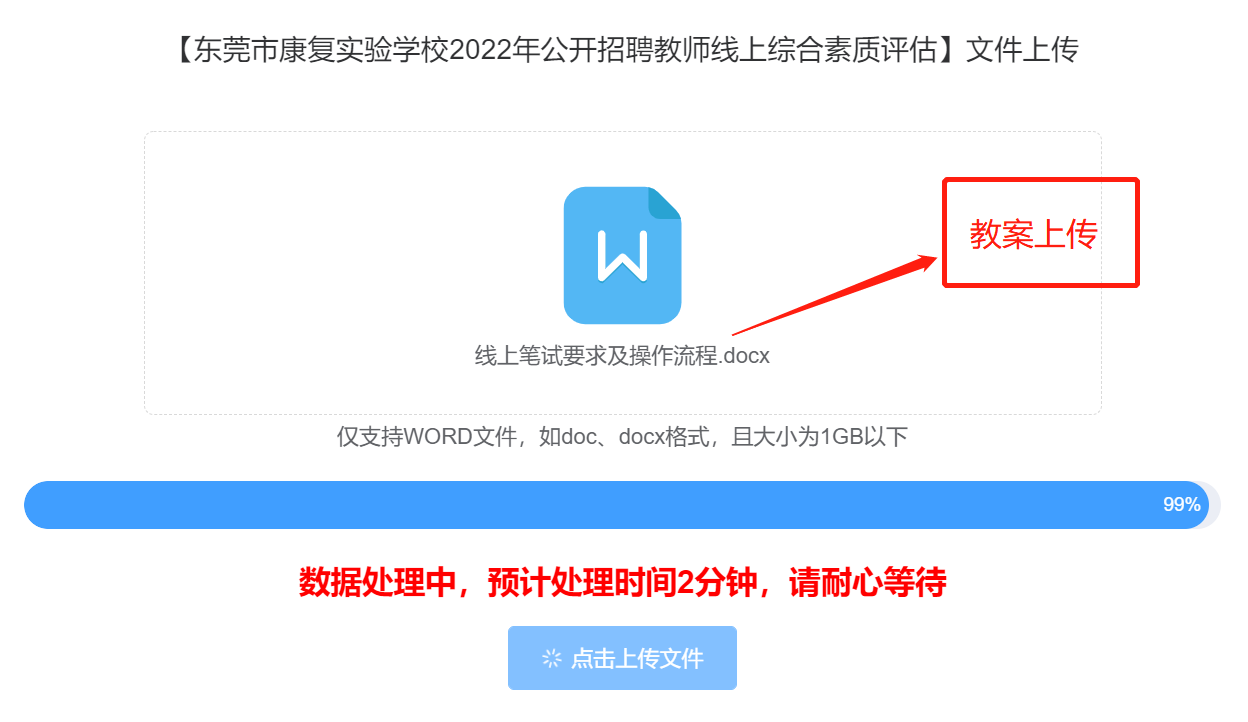 【东莞市康复实验学校2022年公开招聘教师线上综合素质评估】文件上传
教案上传
线上笔试要求及操作流程.docx
仅支持WORD文件，如doc、docx格式，且大小为1GB以下
99%
数据处理中，预计处理时间2分钟，请耐心等待
点击上传文件